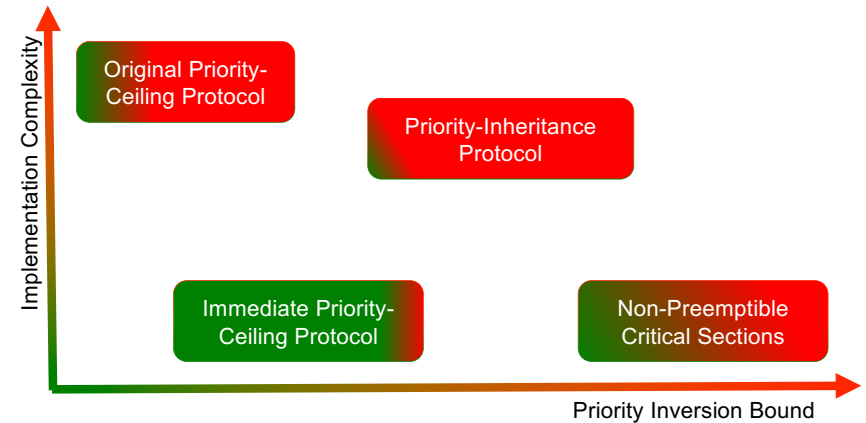 Implementation Complexity
Original Priority-
Ceiling Protocol
Priority-Inheritance
Protocol
Immediate Priority-
Ceiling Protocol
Non-Preemptible
Critical Sections
Priority Inversion Bound